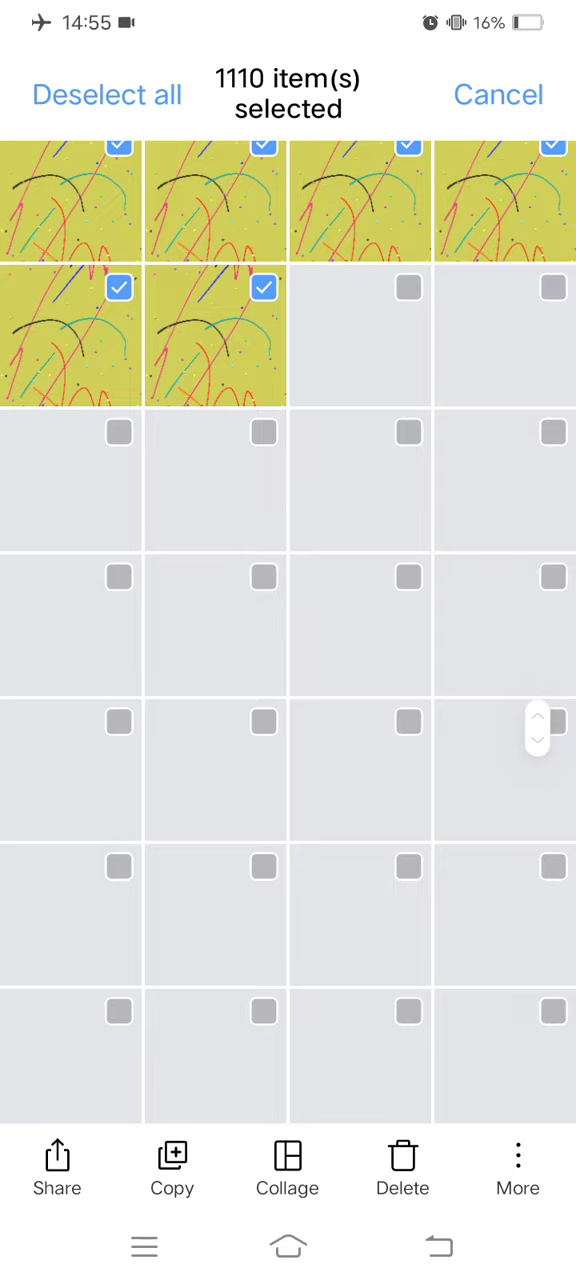 14:55
16%
Deselect all
1110 item(s)
selected
Cancel
Share
Copy
Collage
Delete
More